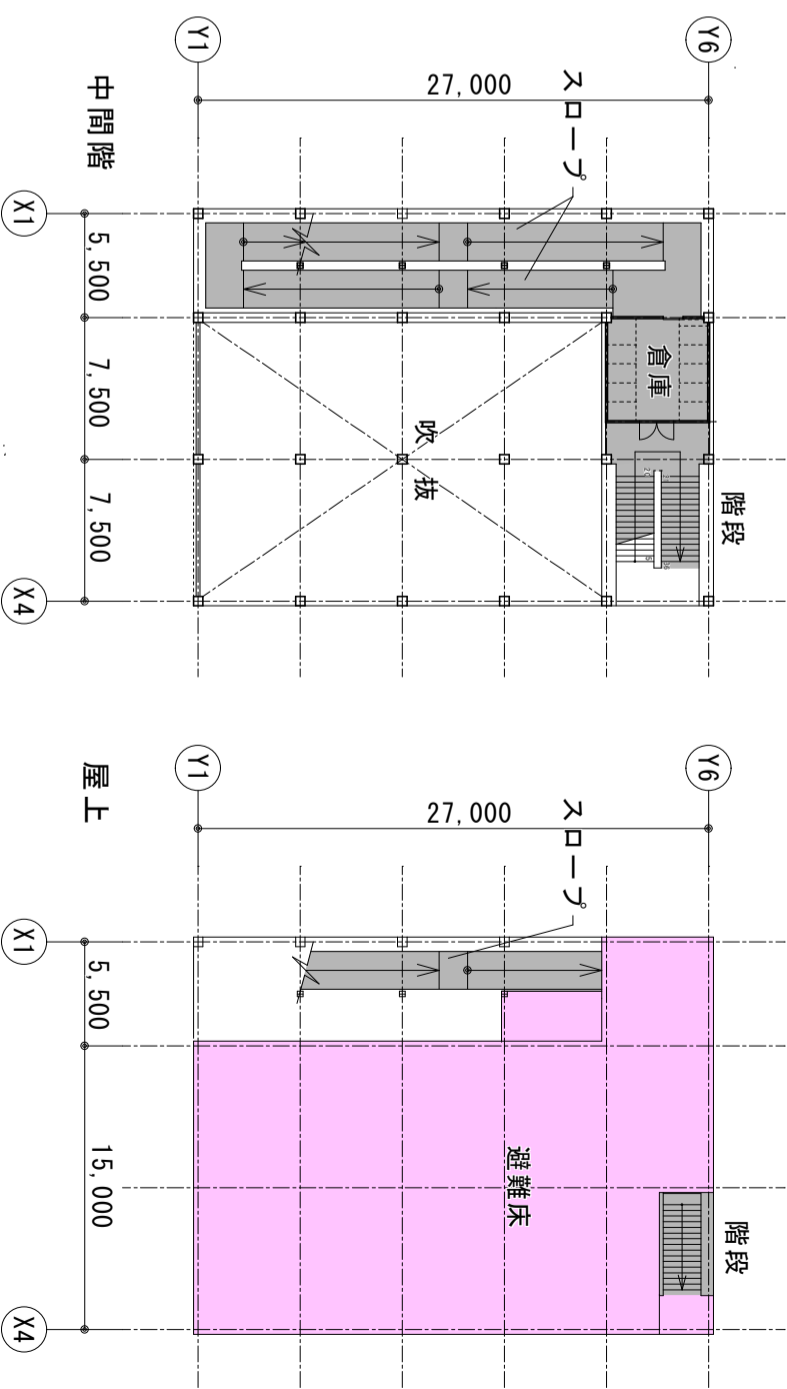 Y1
Y6
27,000
スロープ
中間階
X1
5,500
7,500
7,500
X4
倉庫
吹抜
階段
Y1
Y6
27,000
スロープ
屋上
X1
5,500
15,000
X4
避難床
階段